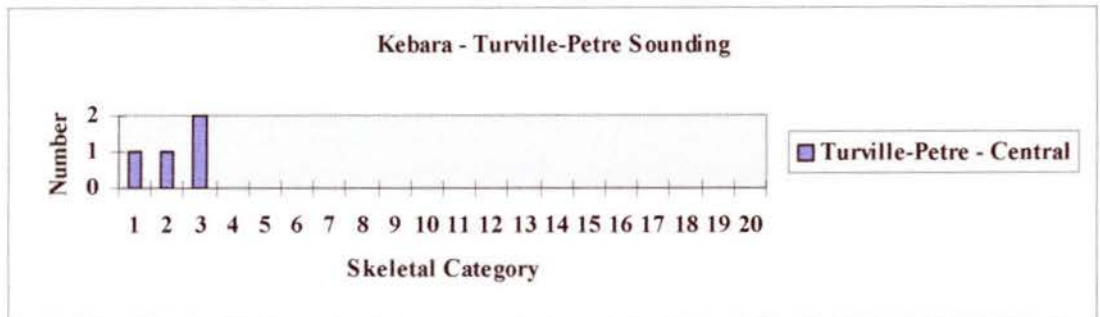 Kebara - Turville-Petre Sounding
Number
2
1
0
Turville-Petre - Central
1 2 3 4 5 6 7 8 9 10 11 12 13 14 15 16 17 18 19 20
Skeletal Category